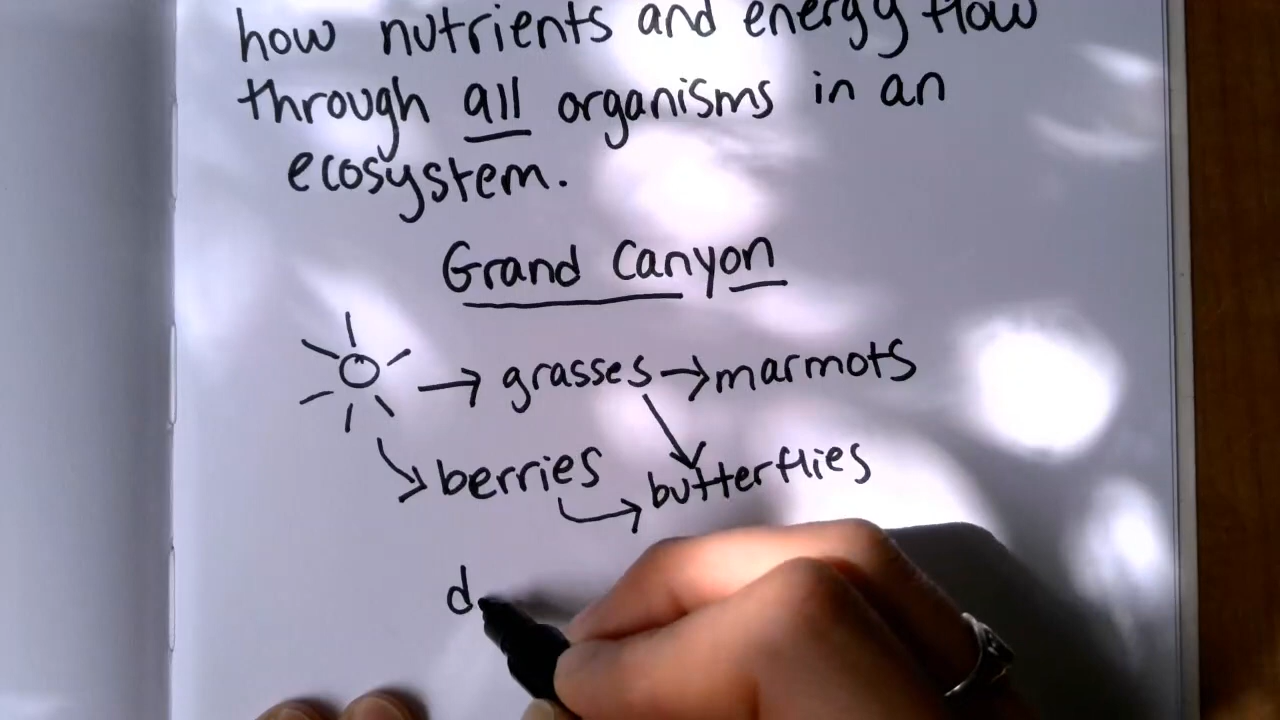 how nutrients and energy flow
through all organisms in an
ecosystem.
Grand Canyon
→ grasses → marmots
berries butterflies
d